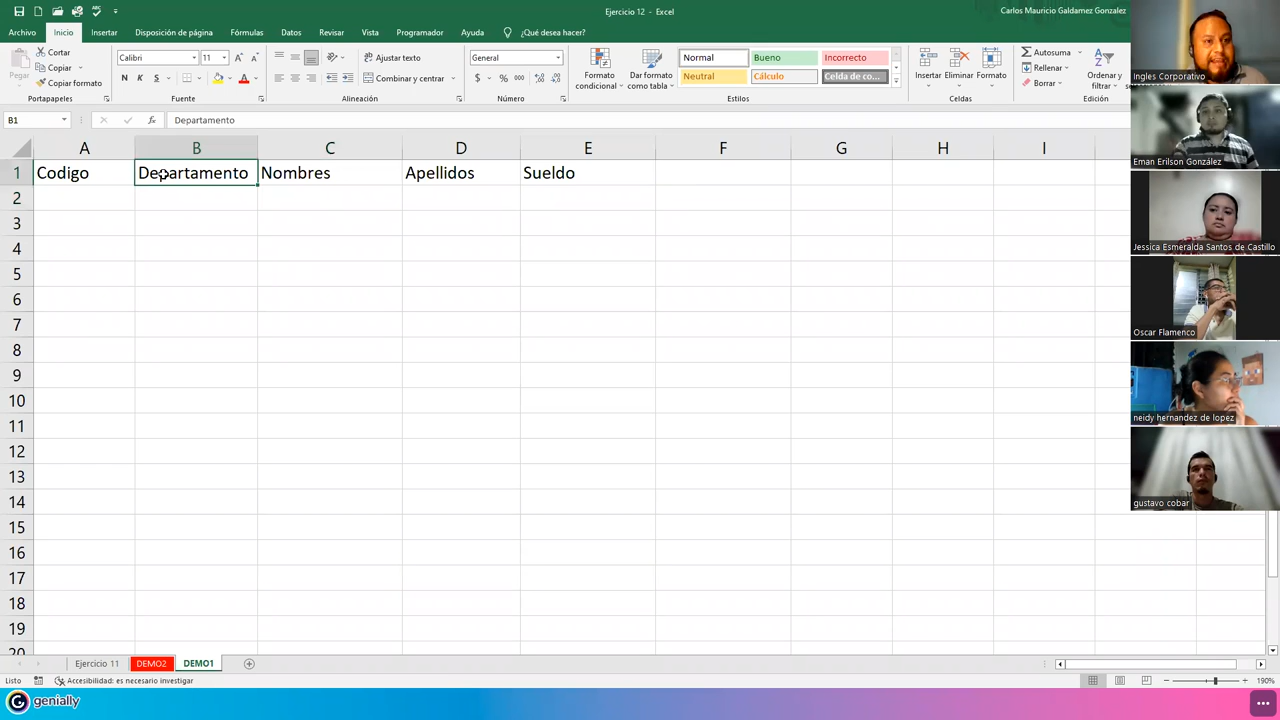 Ejercicio 12 - Excel
Carlos Mauricio Galdamez Gonzalez
Archivo Inicio Insertar Disposición de página Fórmulas Datos Revisar Vista Programador Ayuda ¿Qué desea hacer?
Pegar
Cortar
Copiar
Copiar formato
Portapapeles
Calibri 11
N K S
Fuente
Ajustar texto
Combinar y centrar
Alineación
General
$ % 000
Número
Formato condicional
Dar formato como tabla
Normal Bueno Incorrecto
Neutral Cálculo Celda de co...
Estilos
Insertar Eliminar Formato
Celdas
Autosuma
Rellenar
Borrar
Ordenar y filtrar
Edición
B1 fx Departamento
A B C D E F G H I
1 Codigo Departamento Nombres Apellidos Sueldo
2
3
4
5
6
7
8
9
10
11
12
13
14
15
16
17
18
19
20
Ingles Corporativo
Eman Erilson González
Jessica Esmeralda Santos de Castillo
Oscar Flamenco
neidy hernandez de lopez
gustavo cobar
Ejercicio 11 DEMO2 DEMO1
Listo Accesibilidad: es necesario investigar 190%
genially